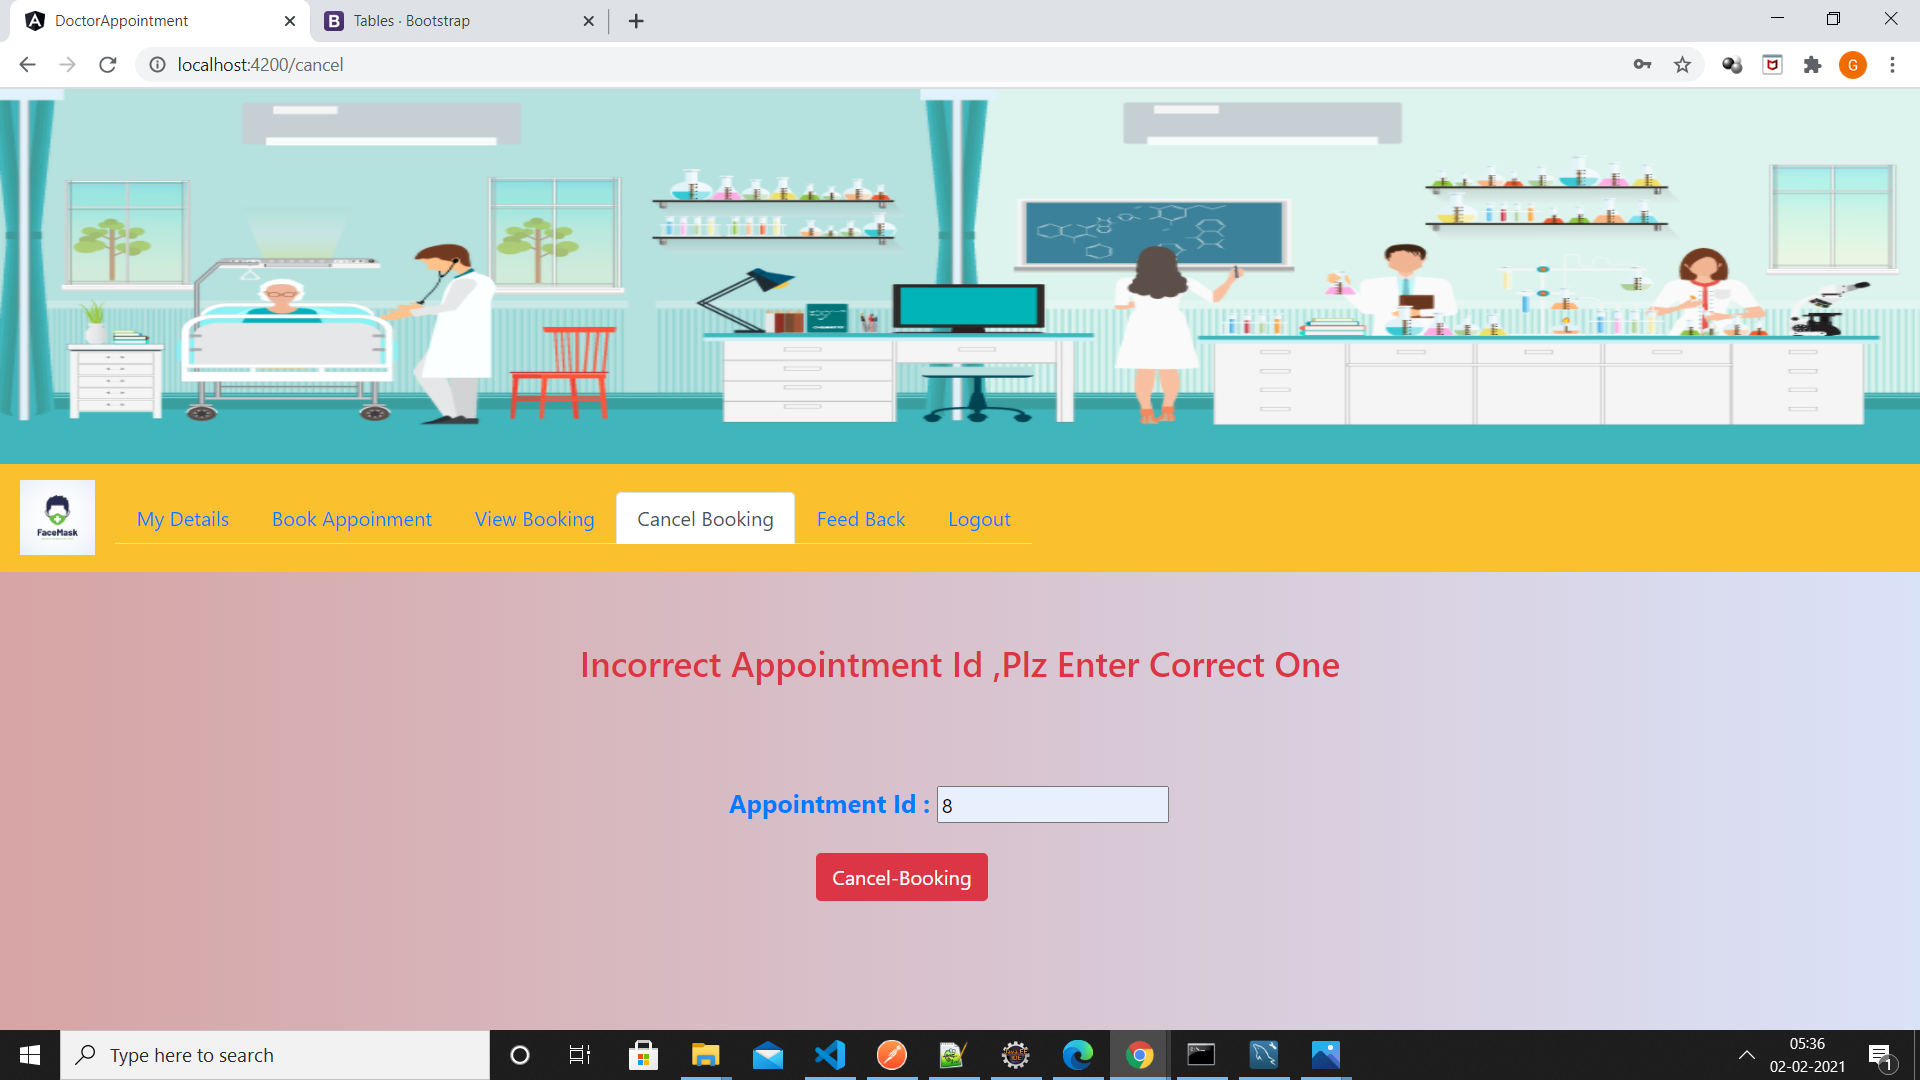 DoctorAppointment
Tables · Bootstrap
localhost:4200/cancel
G
FaceMask
My Details
Book Appoinment
View Booking
Cancel Booking
Feed Back
Logout
Incorrect Appointment Id ,Plz Enter Correct One
Appointment Id :
8
Cancel-Booking
Type here to search
05:36
02-02-2021
1